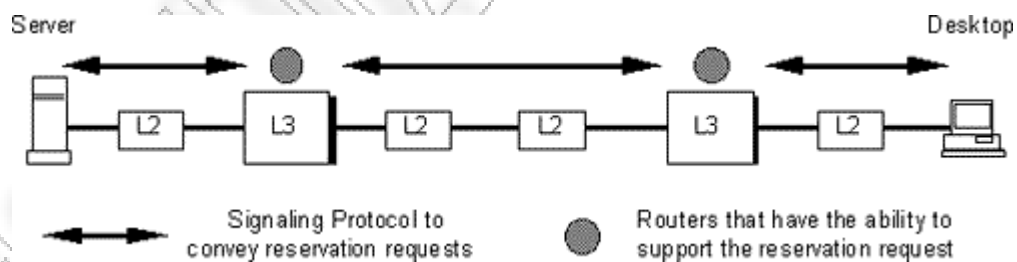 Server
Desktop
L2
L3
L2
L2
L3
L2
Signaling Protocol to
convey reservation requests
Routers that have the ability to
support the reservation request